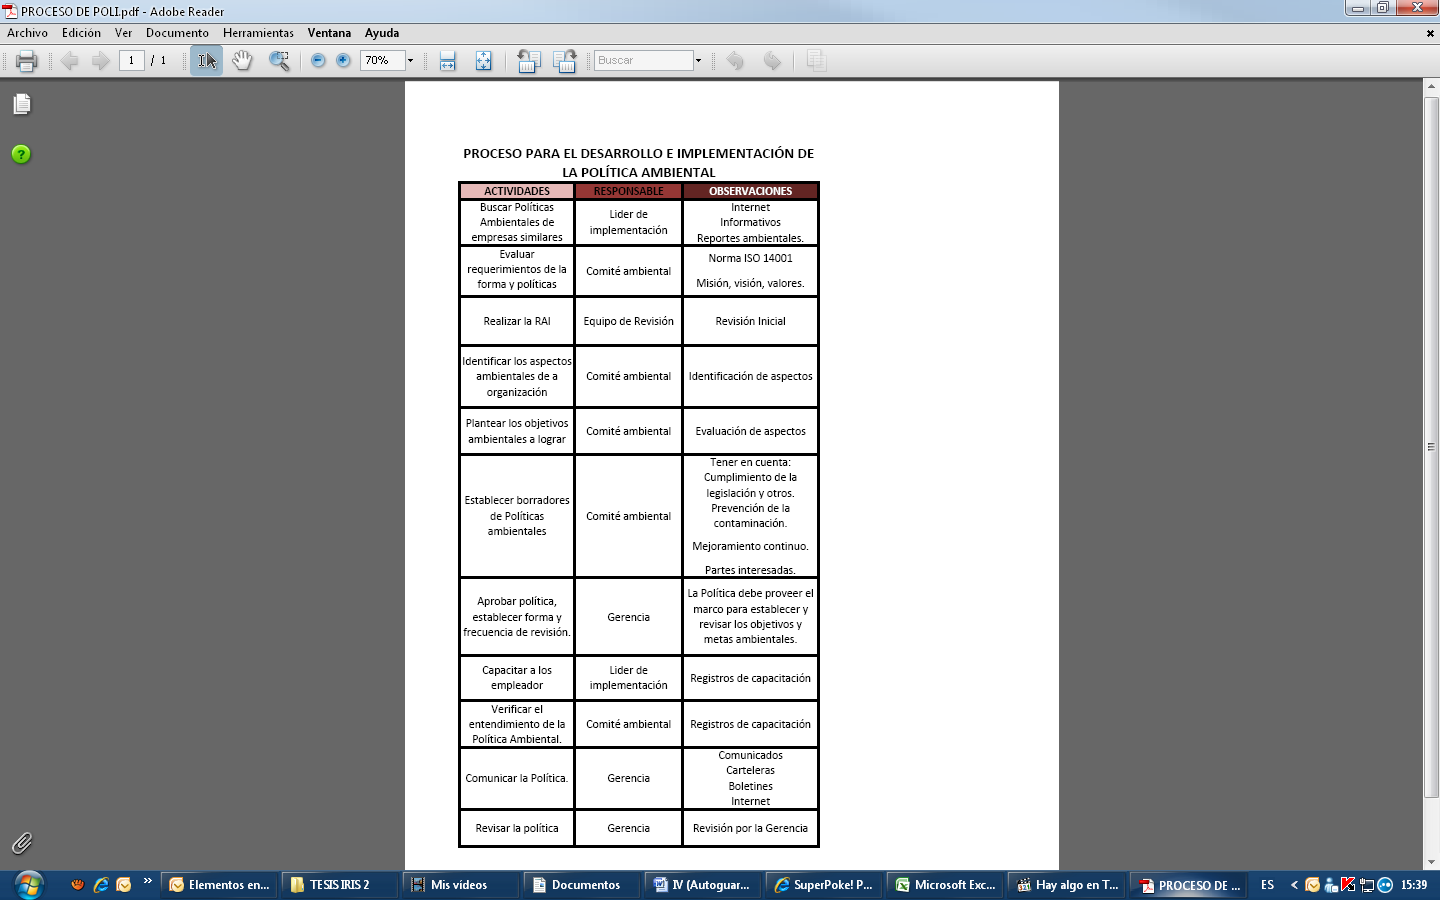 PROCESO DE POLI.pdf - Adobe Reader
Archivo Edición Ver Documento Herramientas Ventana Ayuda
1 / 1 70% Buscar
PROCESO PARA EL DESARROLLO E IMPLEMENTACIÓN DE
LA POLÍTICA AMBIENTAL
ACTIVIDADES RESPONSABLE OBSERVACIONES
Buscar Políticas
Ambientales de
empresas similares
Lider de
implementación
Internet
Informativos
Reportes ambientales.
Evaluar
requerimientos de la
forma y políticas
Comité ambiental
Norma ISO 14001
Misión, visión, valores.
Realizar la RAI
Equipo de Revisión
Revisión Inicial
Identificar los aspectos
ambientales de a
organización
Comité ambiental
Identificación de aspectos
Plantear los objetivos
ambientales a lograr
Comité ambiental
Evaluación de aspectos
Establecer borradores
de Políticas
ambientales
Comité ambiental
Tener en cuenta:
Cumplimiento de la
legislación y otros.
Prevención de la
contaminación.
Mejoramiento continuo.
Partes interesadas.
Aprobar política,
establecer forma y
frecuencia de revisión.
Gerencia
La Política debe proveer el
marco para establecer y
revisar los objetivos y
metas ambientales.
Capacitar a los
empleador
Lider de
implementación
Registros de capacitación
Verificar el
entendimiento de la
Política Ambiental.
Comité ambiental
Registros de capacitación
Comunicar la Política.
Gerencia
Comunicados
Carteleras
Boletines
Internet
Revisar la política
Gerencia
Revisión por la Gerencia
Elementos en... TESIS IRIS 2 Mis vídeos Documentos IV (Autoguar... SuperPoke! P... Microsoft Exc... Hay algo en T... PROCESO DE ... ES 15:39